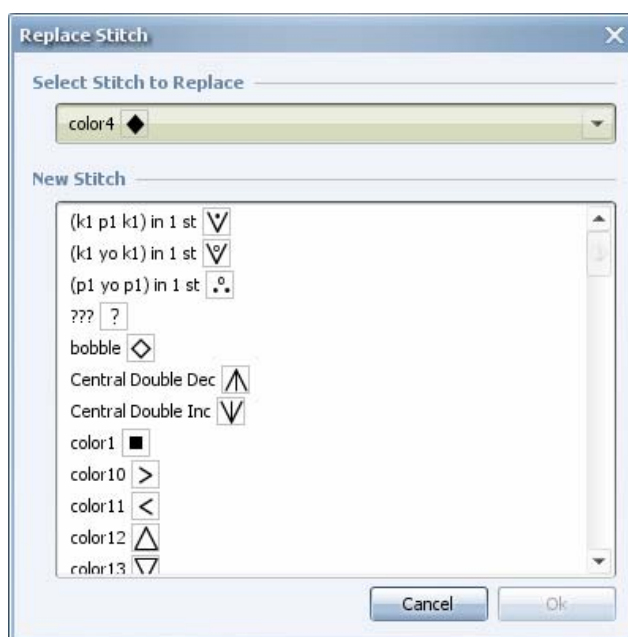 Replace Stitch
Select Stitch to Replace
color4
New Stitch
(k1 p1 k1) in 1 st
(k1 yo k1) in 1 st
(p1 yo p1) in 1 st
??? ?
bobble
Central Double Dec
Central Double Inc
color1
color10 >
color11 <
color12
color13
Cancel Ok